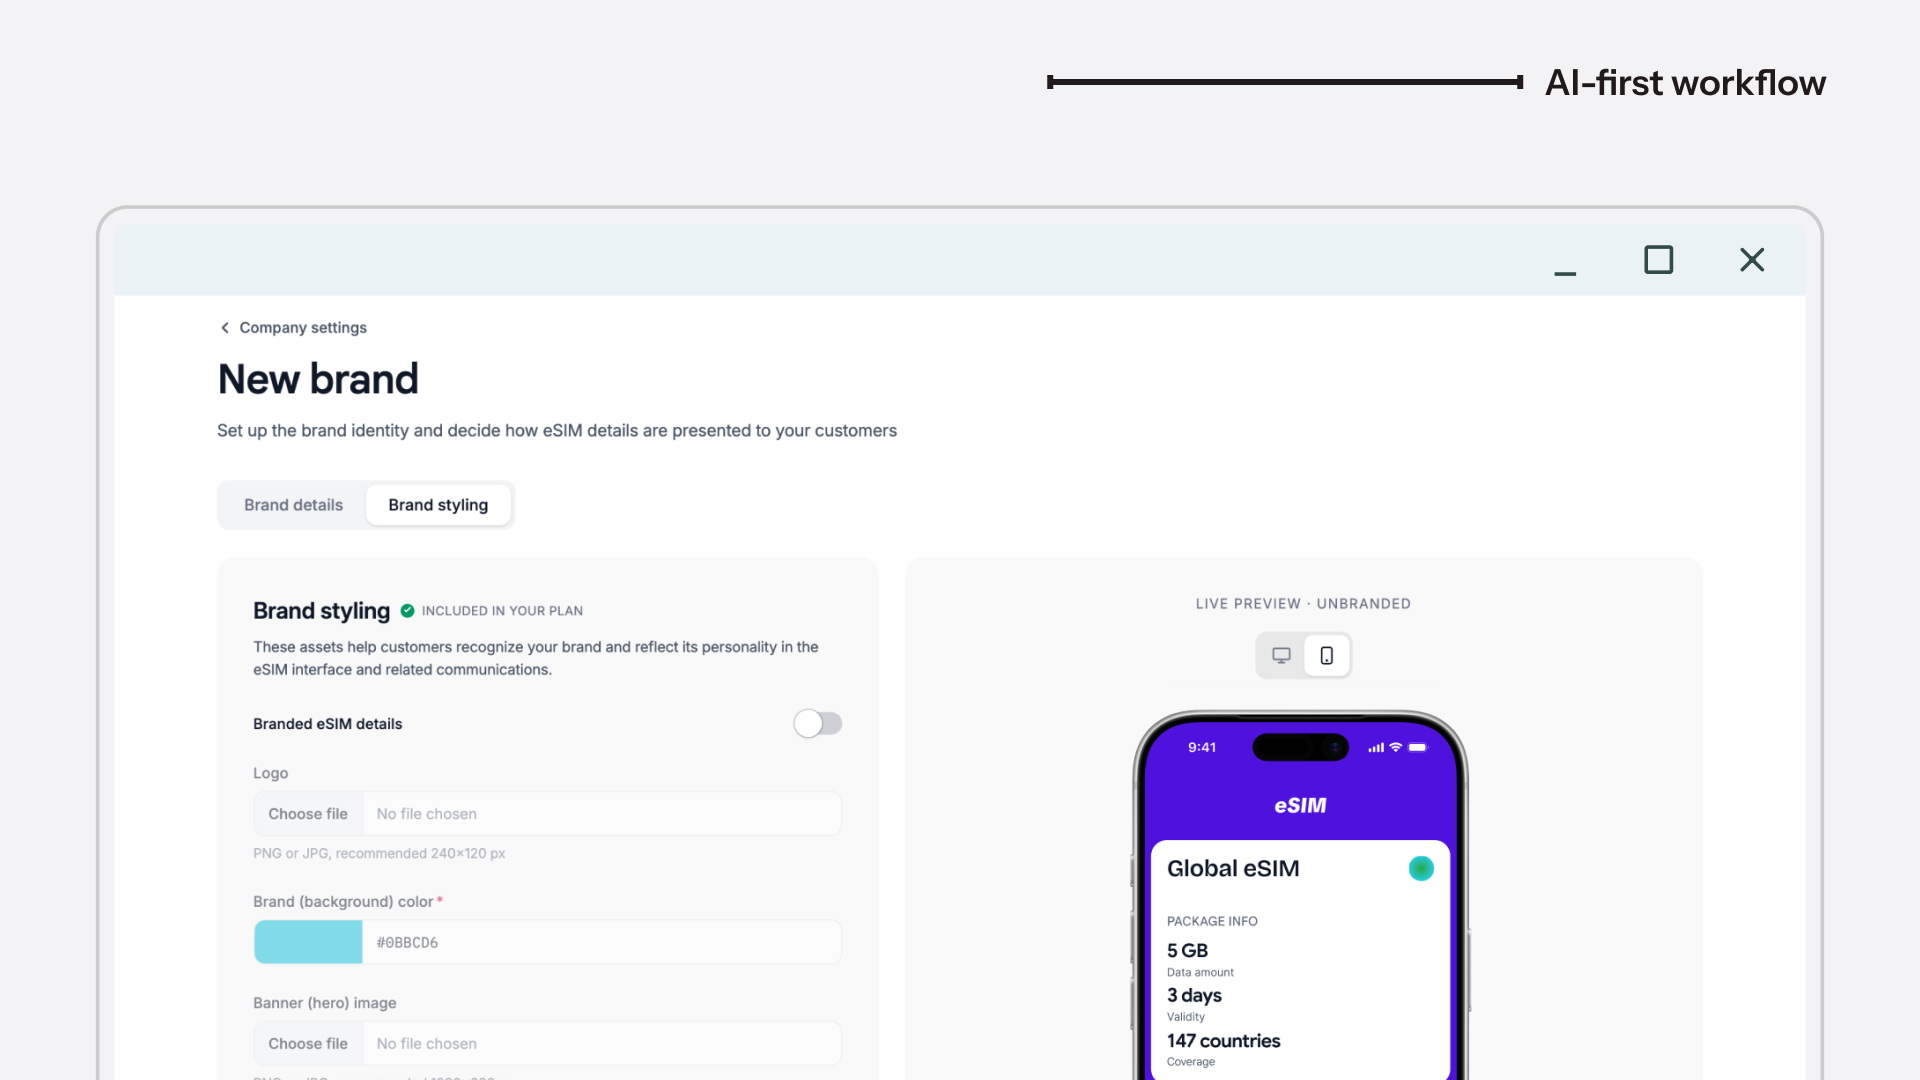 AI-first workflow
Company settings
New brand
Set up the brand identity and decide how eSIM details are presented to your customers
Brand details
Brand styling
Brand styling
INCLUDED IN YOUR PLAN
These assets help customers recognize your brand and reflect its personality in the
eSIM interface and related communications.
Branded eSIM details
Logo
Choose file
No file chosen
PNG or JPG, recommended 240×120 px
Brand (background) color*
#0BBCD6
Banner (hero) image
Choose file
No file chosen
LIVE PREVIEW · UNBRANDED
9:41
eSIM
Global eSIM
PACKAGE INFO
5 GB
Data amount
3 days
Validity
147 countries
Coverage